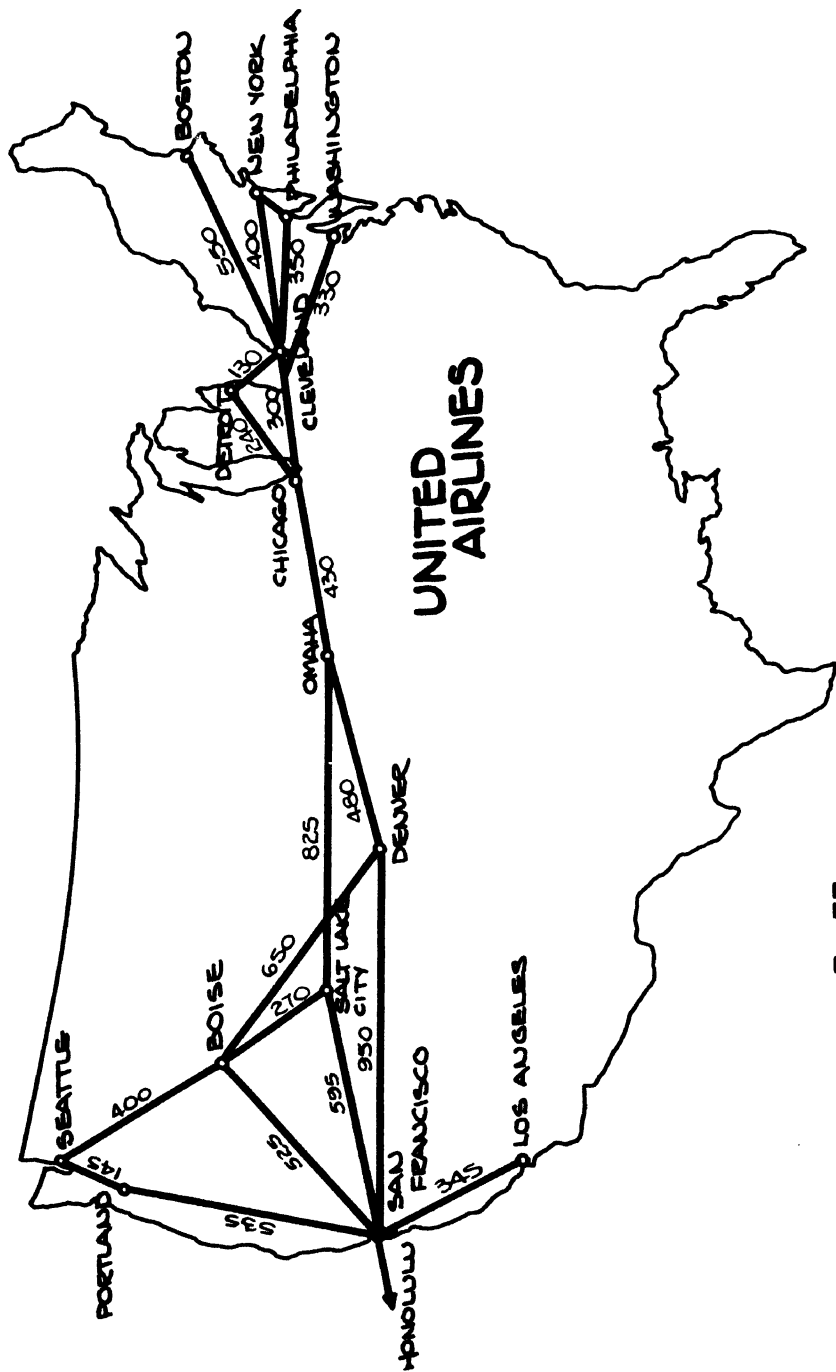 SEATTLE
145
PORTLAND
400
BOISE
535
525
270
650
SALT LAKE
CITY
595
825
950
480
DENVER
HONOLULU
SAN
FRANCISCO
345
LOS ANGELES
OMAHA
430
CHICAGO
DETROIT
240
130
300
CLEVELAND
550
400
350
330
BOSTON
NEW YORK
PHILADELPHIA
WASHINGTON
UNITED
AIRLINES